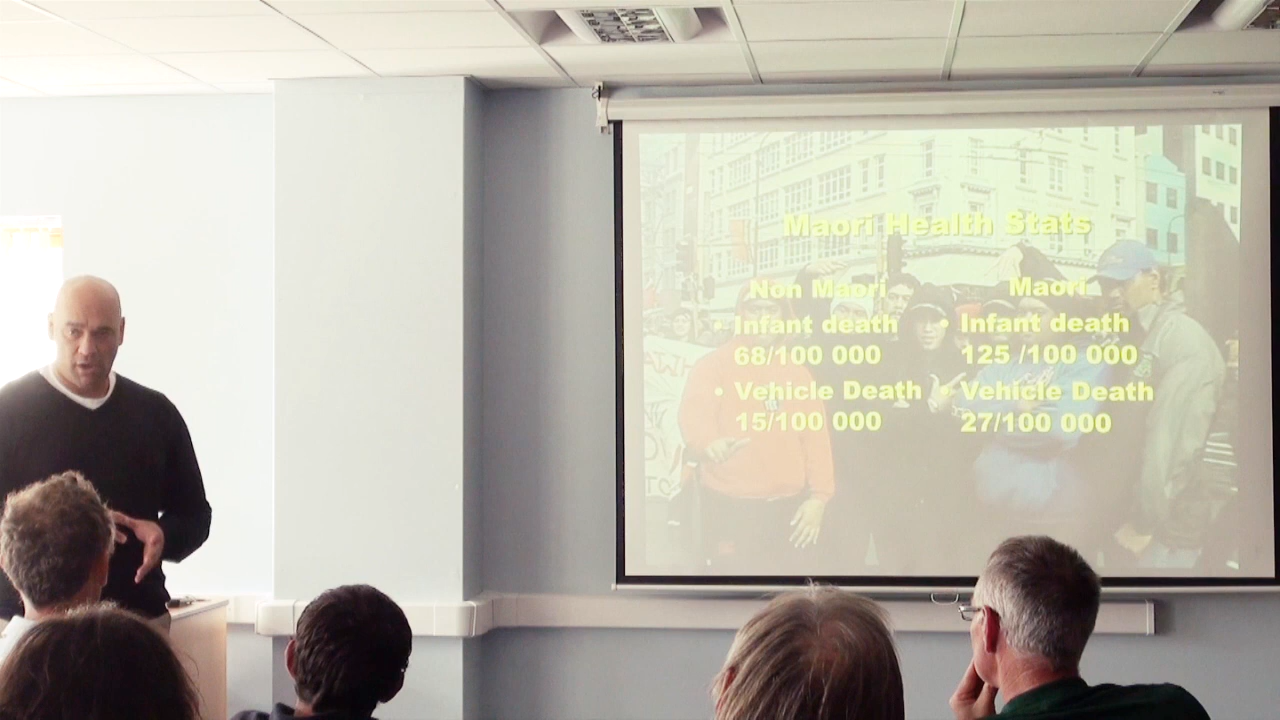 Maori Health Stats
Non Maori
• Infant death
68/100 000
• Vehicle Death
15/100 000
Maori
• Infant death
125 /100 000
• Vehicle Death
27/100 000